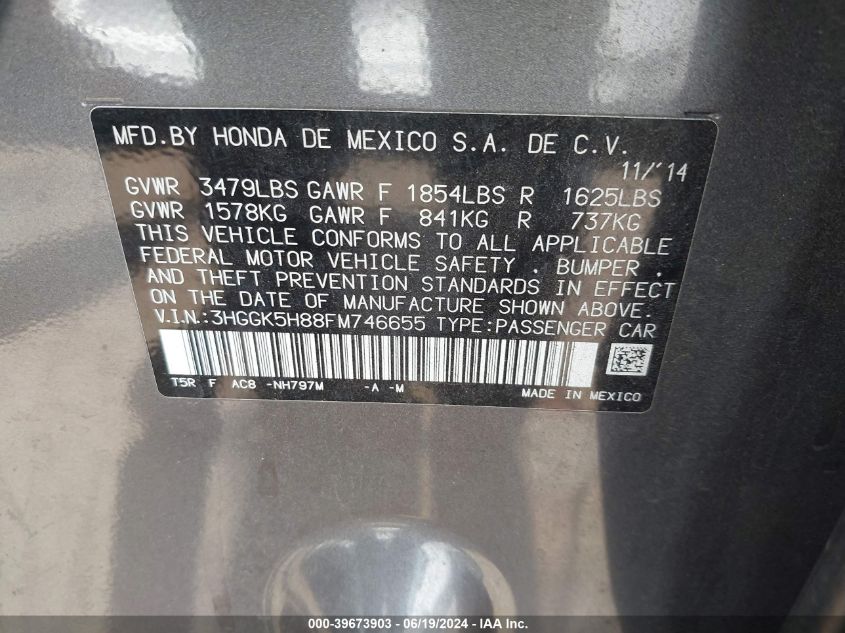 MFD.BY HONDA DE MEXICO S.A. DE C.V.
11/'14
GVWR 3479LBS GAWR F 1854LBS R 1625LBS
GVWR 1578KG GAWR F 841KG R 737KG
THIS VEHICLE CONFORMS TO ALL APPLICABLE
FEDERAL MOTOR VEHICLE SAFETY , BUMPER ,
AND THEFT PREVENTION STANDARDS IN EFFECT
ON THE DATE OF MANUFACTURE SHOWN ABOVE.
V.I.N.:3HGGK5H88FM746655 TYPE:PASSENGER CAR
T5R F AC8 -NH797M -A -M
MADE IN MEXICO
000-39673903 - 06/19/2024 - IAA Inc.